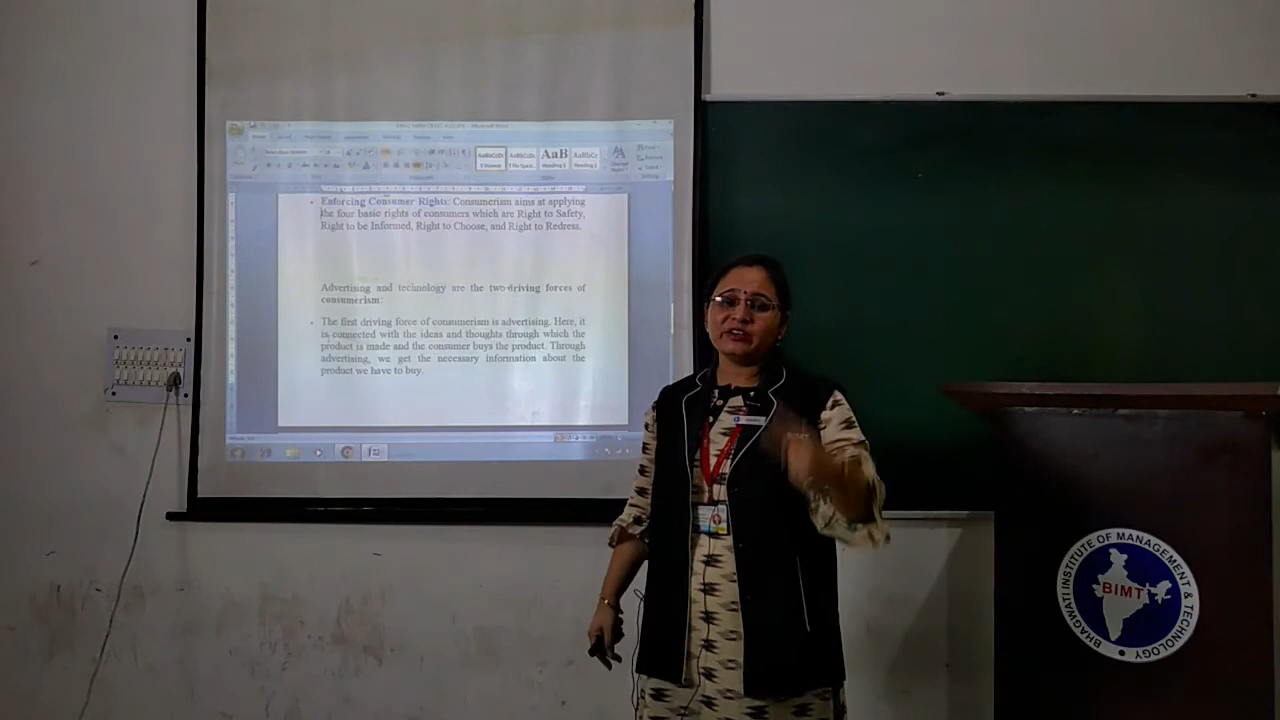 AaBbCcDc AaBbCcDc AaB AaBbCc
Enforcing Consumer Rights: Consumerism aims at applying
the four basic rights of consumers which are Right to Safety,
Right to be Informed, Right to Choose, and Right to Redress.
Advertising and technology are the two driving forces of
consumerism:
The first driving force of consumerism is advertising. Here, it
is connected with the ideas and thoughts through which the
product is made and the consumer buys the product. Through
advertising, we get the necessary information about the
product we have to buy.
BHAGWATI INSTITUTE OF MANAGEMENT & TECHNOLOGY
BIMT